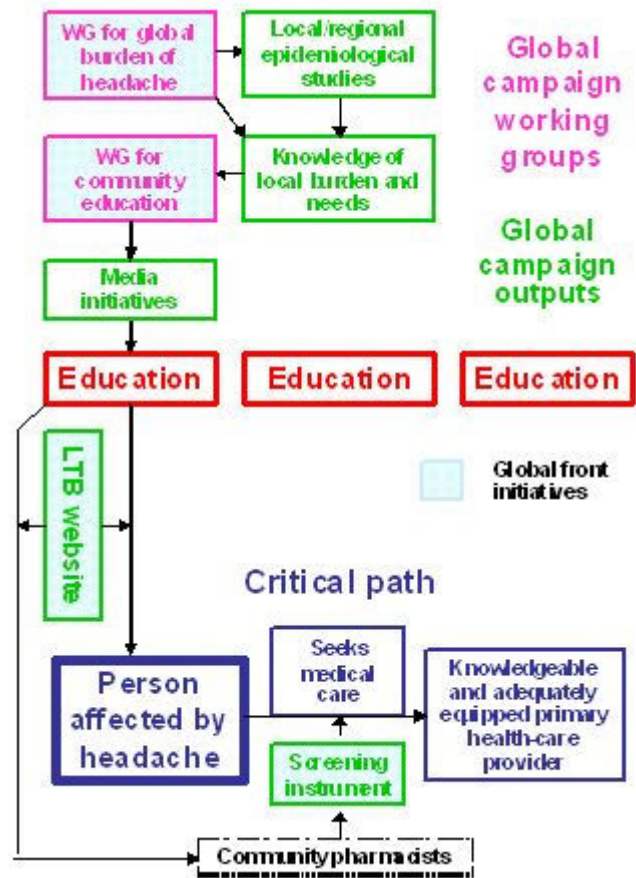 WG for global
burden of
headache
Local/regional
epidemiological
studies
Global
campaign
working
groups
WG for
community
education
Knowledge of
local burden and
needs
Global
campaign
outputs
Media
initiatives
Education
Education
Education
LTB website
Global front
initiatives
Critical path
Person
affected by
headache
Seeks
medical
care
Knowledgeable
and adequately
equipped primary
health-care
provider
Screening
instrument
Community pharmacists